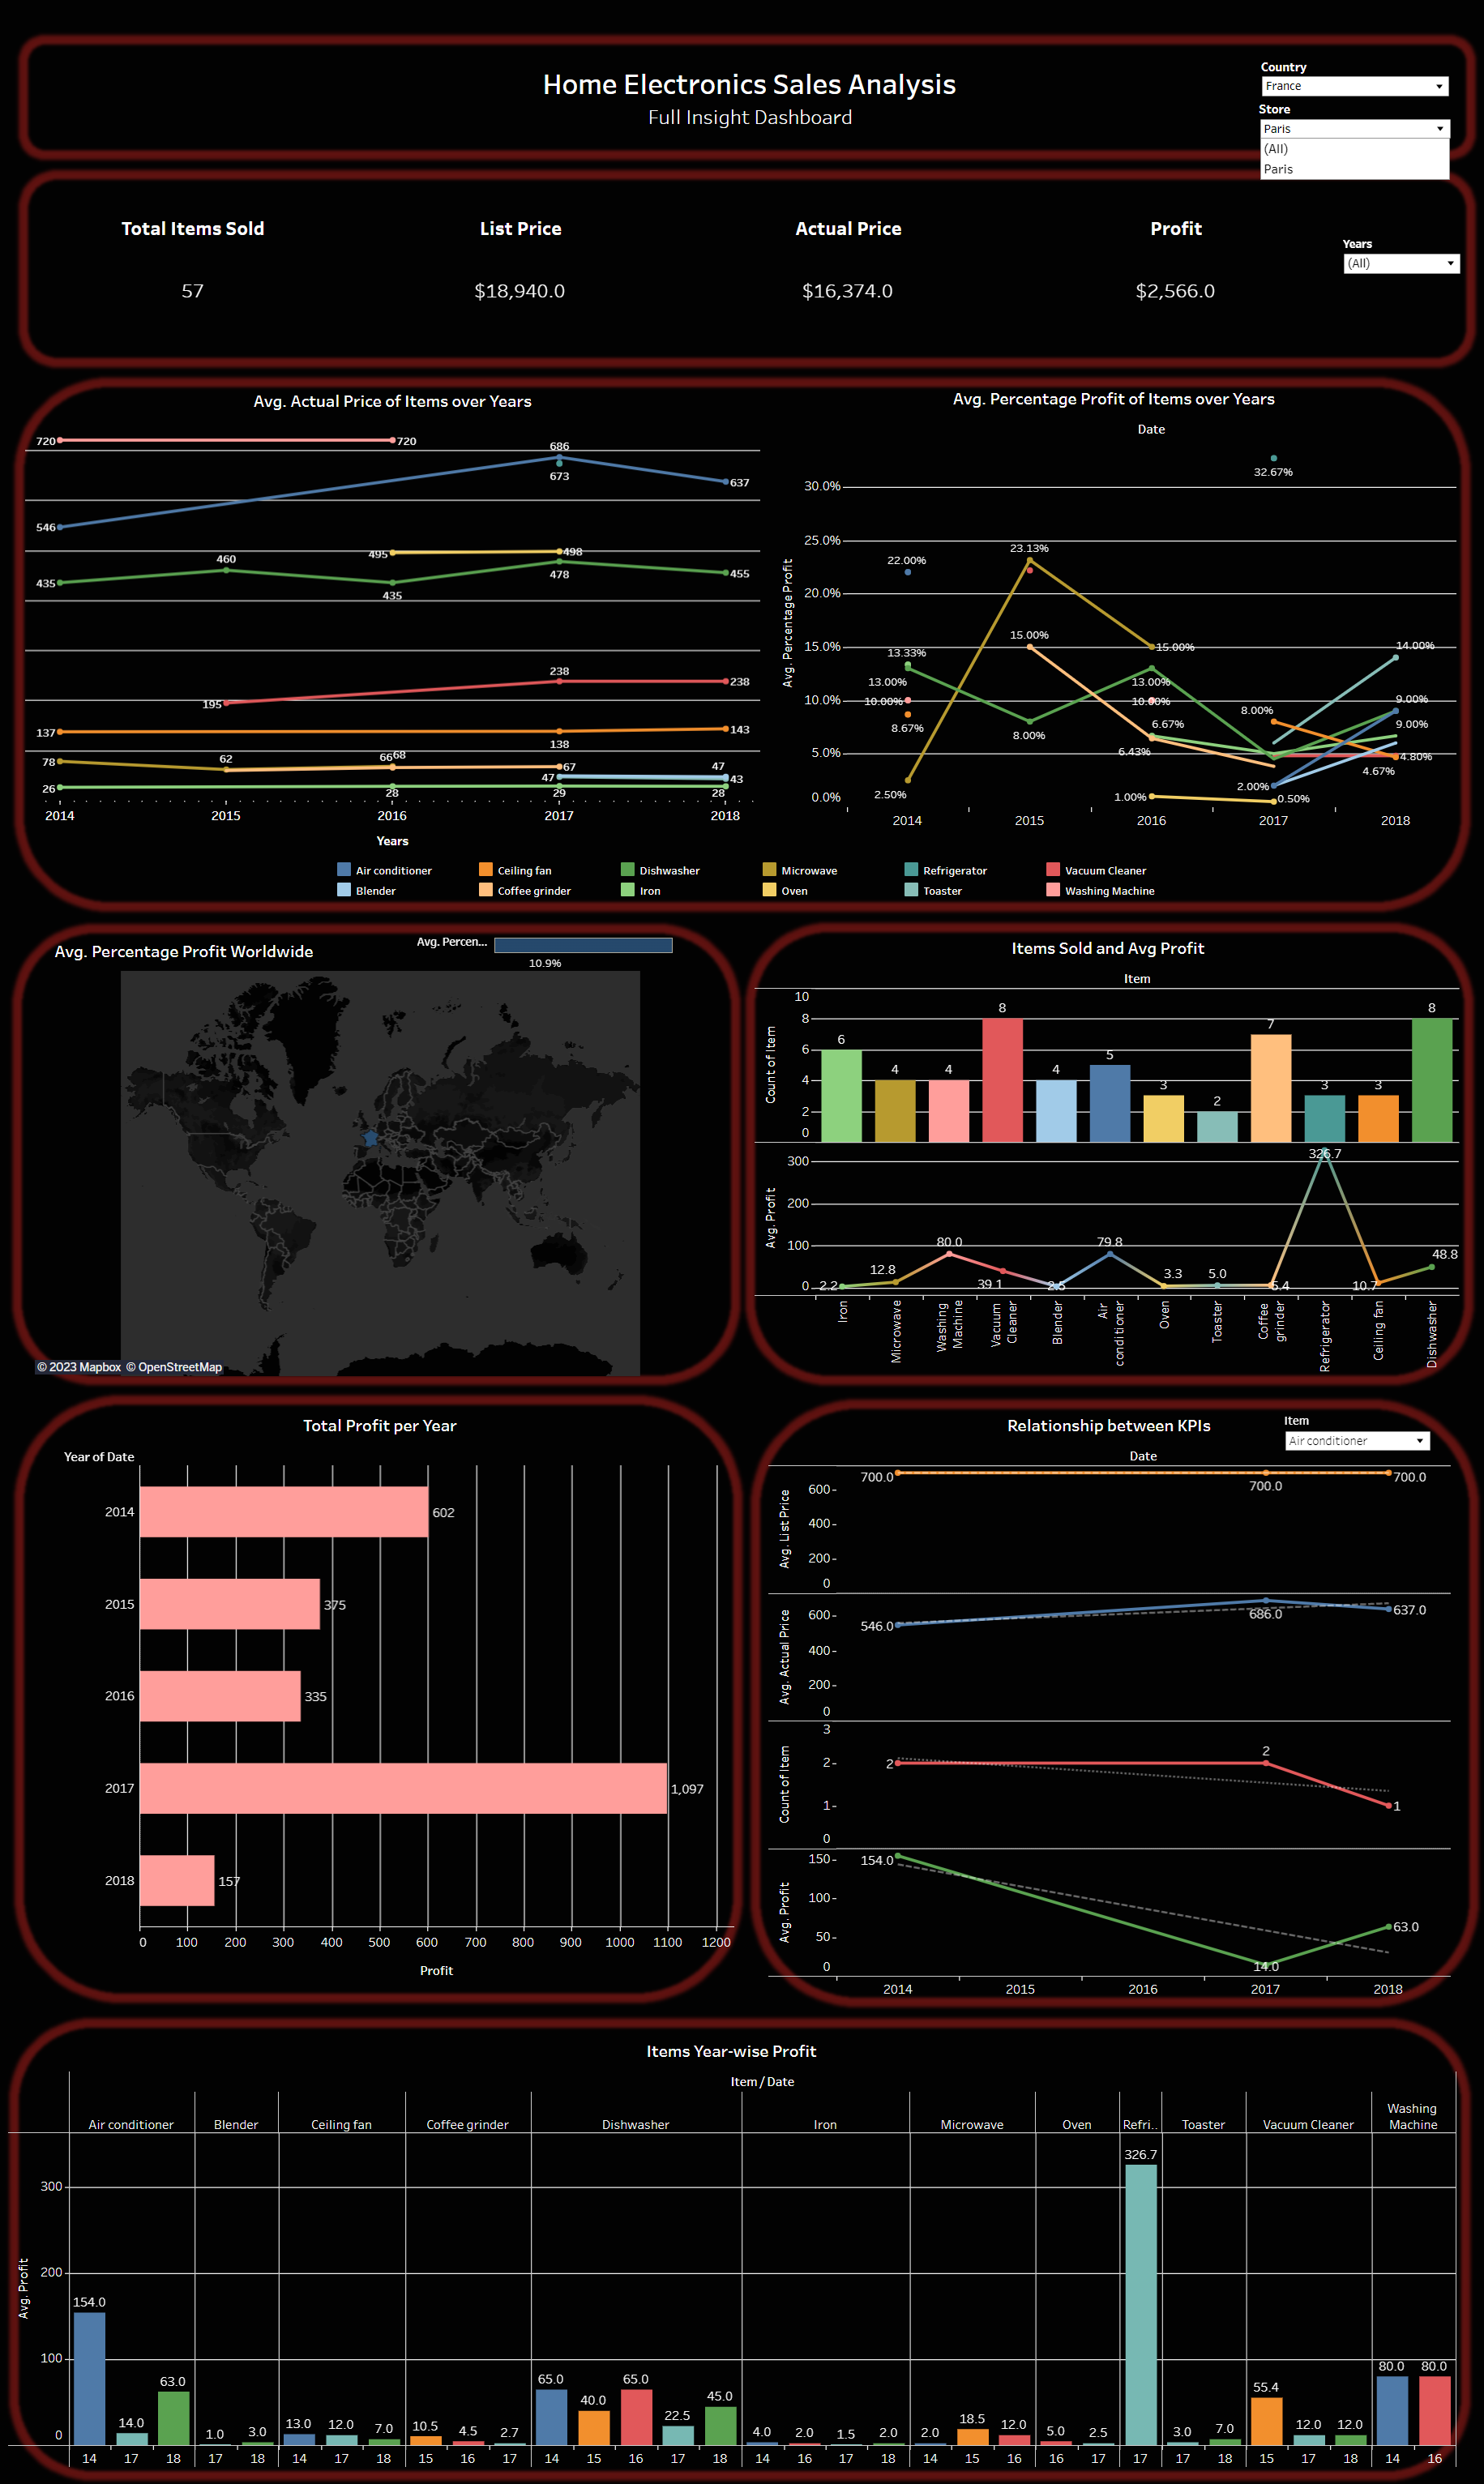 Home Electronics Sales Analysis
Full Insight Dashboard
Country
France
Store
Paris
(All)
Paris
Total Items Sold
List Price
Actual Price
Profit
57
$18,940.0
$16,374.0
$2,566.0
Years
(All)
Avg. Actual Price of Items over Years
720
720
686
673
637
546
495
498
460
435
435
478
455
238
238
195
137
138
143
78
62
66
68
67
47
47
43
26
28
29
28
2014 2015 2016 2017 2018
Years
Avg. Percentage Profit of Items over Years
Date
Avg. Percentage Profit
30.0%
25.0%
20.0%
15.0%
10.0%
5.0%
0.0%
32.67%
23.13%
22.00%
15.00%
15.00%
14.00%
13.33%
13.00%
13.00%
10.00%
10.00%
9.00%
9.00%
8.67%
8.00%
8.00%
6.67%
6.43%
4.80%
4.67%
2.50%
2.00%
1.00%
0.50%
2014 2015 2016 2017 2018
Air conditioner Ceiling fan Dishwasher Microwave Refrigerator Vacuum Cleaner
Blender Coffee grinder Iron Oven Toaster Washing Machine
Avg. Percentage Profit Worldwide
Avg. Percen...
10.9%
© 2023 Mapbox © OpenStreetMap
Items Sold and Avg Profit
Item
Count of Item
10
8
6
4
2
0
6 4 4 8 4 5 3 2 7 3 3 8
Avg. Profit
300
200
100
0
2.2 12.8 80.0 39.1 2.5 79.8 3.3 5.0 5.4 326.7 10.7 48.8
Iron
Microwave
Washing
Machine
Vacuum
Cleaner
Blender
Air
conditioner
Oven
Toaster
Coffee
grinder
Refrigerator
Ceiling fan
Dishwasher
Total Profit per Year
Year of Date
2014 602
2015 375
2016 335
2017 1,097
2018 157
0 100 200 300 400 500 600 700 800 900 1000 1100 1200
Profit
Relationship between KPIs
Item
Air conditioner
Date
Avg. List Price
600
400
200
0
700.0 700.0 700.0
Avg. Actual Price
600
400
200
0
546.0 686.0 637.0
Count of Item
3
2
1
0
2 2 1
Avg. Profit
150
100
50
0
154.0 14.0 63.0
2014 2015 2016 2017 2018
Items Year-wise Profit
Item / Date
Air conditioner Blender Ceiling fan Coffee grinder Dishwasher Iron Microwave Oven Refri.. Toaster Vacuum Cleaner Washing
Machine
Avg. Profit
300
200
100
0
154.0 14.0 63.0 1.0 3.0 13.0 12.0 7.0 10.5 4.5 2.7 65.0 40.0 65.0 22.5 45.0 4.0 2.0 1.5 2.0 2.0 18.5 12.0 5.0 2.5 326.7 3.0 7.0 55.4 12.0 12.0 80.0 80.0
14 17 18 17 18 14 17 18 15 16 17 14 15 16 17 18 14 16 17 18 14 15 16 16 17 17 17 18 15 17 18 14 16